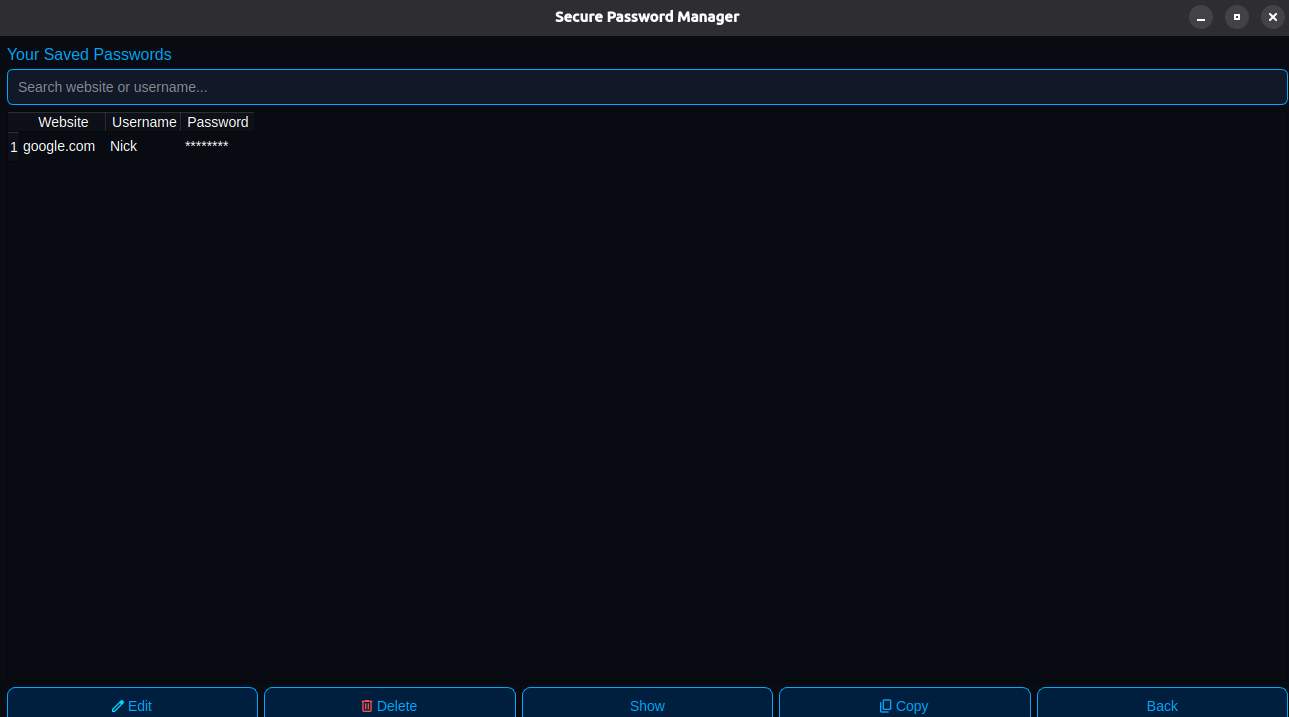 Secure Password Manager
Your Saved Passwords
Search website or username...
Website Username Password
1 google.com Nick ********
Edit Delete Show Copy Back